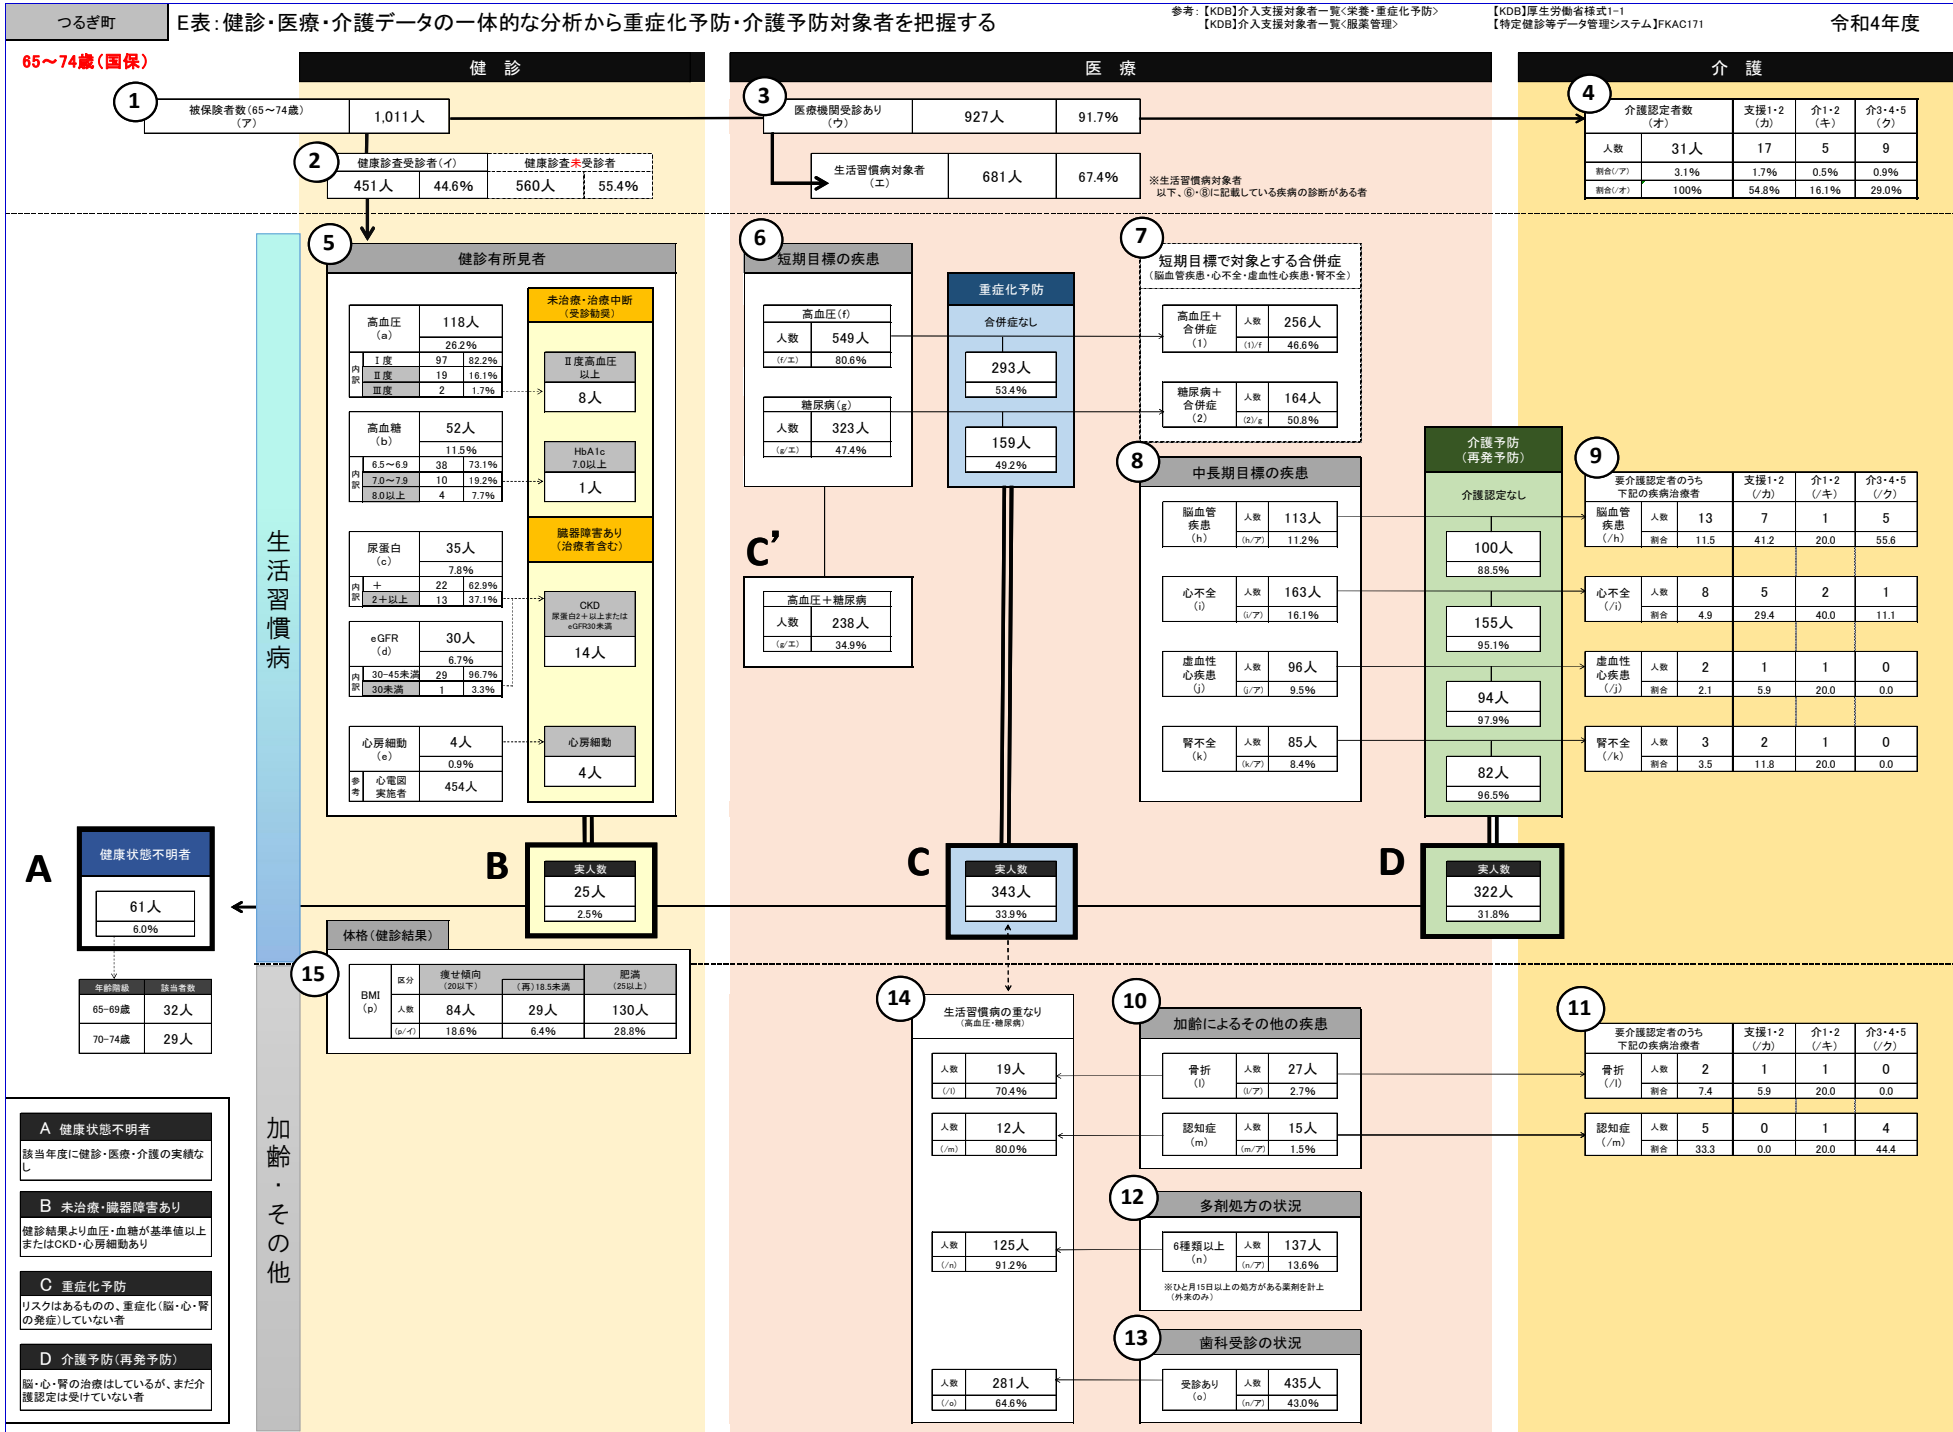 つるぎ町
E表：健診・医療・介護データの一体的な分析から重症化予防・介護予防対象者を把握する
参考：【KDB】介入支援対象者一覧<栄養・重症化予防>
【KDB】介入支援対象者一覧<服薬管理>
【KDB】厚生労働省様式1-1
【特定健診等データ管理システム】FKAC171
令和4年度
65～74歳（国保）
健　診
医　療
介　護
1
被保険者数（65～74歳）
（ア）
1,011人
2
健康診査受診者（イ）
健康診査未受診者
451人 44.6% 560人 55.4%
3
医療機関受診あり
（ウ）
927人 91.7%
生活習慣病対象者
（エ）
681人 67.4%
※生活習慣病対象者
以下、⑥・⑧に記載している疾病の診断がある者
4
介護認定者数
（オ）
支援1・2
（カ）
介1・2
（キ）
介3・4・5
（ク）
人数 31人 17 5 9
割合（/ア） 3.1% 1.7% 0.5% 0.9%
割合（/オ） 100% 54.8% 16.1% 29.0%
生活習慣病
5
健診有所見者
高血圧
（a）
118人
26.2%
内訳
Ⅰ度 97 82.2%
Ⅱ度 19 16.1%
Ⅲ度 2 1.7%
高血糖
（b）
52人
11.5%
内訳
6.5～6.9 38 73.1%
7.0～7.9 10 19.2%
8.0以上 4 7.7%
尿蛋白
（c）
35人
7.8%
内訳
＋ 22 62.9%
2＋以上 13 37.1%
eGFR
（d）
30人
6.7%
内訳
30-45未満 29 96.7%
30未満 1 3.3%
心房細動
（e）
4人
0.9%
参考
心電図
実施者
454人
未治療・治療中断
（受診勧奨）
Ⅱ度高血圧
以上
8人
HbA1c
7.0以上
1人
臓器障害あり
（治療者含む）
CKD
尿蛋白2＋以上または
eGFR30未満
14人
心房細動
4人
6
短期目標の疾患
高血圧（f）
人数 549人
（f/エ） 80.6%
糖尿病（g）
人数 323人
（g/エ） 47.4%
C’
高血圧＋糖尿病
人数 238人
（g/エ） 34.9%
重症化予防
合併症なし
293人
53.4%
159人
49.2%
7
短期目標で対象とする合併症
（脳血管疾患・心不全・虚血性心疾患・腎不全）
高血圧＋
合併症
（1）
人数 256人
（1）/f 46.6%
糖尿病＋
合併症
（2）
人数 164人
（2）/g 50.8%
8
中長期目標の疾患
脳血管
疾患
（h）
人数 113人
（h/ア） 11.2%
心不全
（i）
人数 163人
（i/ア） 16.1%
虚血性
心疾患
（j）
人数 96人
（j/ア） 9.5%
腎不全
（k）
人数 85人
（k/ア） 8.4%
介護予防
（再発予防）
介護認定なし
100人
88.5%
155人
95.1%
94人
97.9%
82人
96.5%
9
要介護認定者のうち
下記の疾病治療者
支援1・2
（/カ）
介1・2
（/キ）
介3・4・5
（/ク）
脳血管
疾患
（/h）
人数 13 7 1 5
割合 11.5 41.2 20.0 55.6
心不全
（/i）
人数 8 5 2 1
割合 4.9 29.4 40.0 11.1
虚血性
心疾患
（/j）
人数 2 1 1 0
割合 2.1 5.9 20.0 0.0
腎不全
（/k）
人数 3 2 1 0
割合 3.5 11.8 20.0 0.0
A
健康状態不明者
61人
6.0%
年齢階級 該当者数
65-69歳 32人
70-74歳 29人
B
実人数
25人
2.5%
C
実人数
343人
33.9%
D
実人数
322人
31.8%
加齢・その他
体格（健診結果）
15
BMI
（p）
区分
痩せ傾向
（20以下）
（再）18.5未満
肥満
（25以上）
人数 84人 29人 130人
（p/イ） 18.6% 6.4% 28.8%
14
生活習慣病の重なり
（高血圧・糖尿病）
人数 19人
（/l） 70.4%
人数 12人
（/m） 80.0%
人数 125人
（/n） 91.2%
人数 281人
（/o） 64.6%
10
加齢によるその他の疾患
骨折
（l）
人数 27人
（l/ア） 2.7%
認知症
（m）
人数 15人
（m/ア） 1.5%
11
要介護認定者のうち
下記の疾病治療者
支援1・2
（/カ）
介1・2
（/キ）
介3・4・5
（/ク）
骨折
（/l）
人数 2 1 1 0
割合 7.4 5.9 20.0 0.0
認知症
（/m）
人数 5 0 1 4
割合 33.3 0.0 20.0 44.4
12
多剤処方の状況
6種類以上
（n）
人数 137人
（n/ア） 13.6%
※ひと月15日以上の処方がある薬剤を計上
（外来のみ）
13
歯科受診の状況
受診あり
（o）
人数 435人
（n/ア） 43.0%
A 健康状態不明者
該当年度に健診・医療・介護の実績な
し
B 未治療・臓器障害あり
健診結果より血圧・血糖が基準値以上
またはCKD・心房細動あり
C 重症化予防
リスクはあるものの、重症化（脳・心・腎
の発症）していない者
D 介護予防（再発予防）
脳・心・腎の治療はしているが、まだ介
護認定は受けていない者